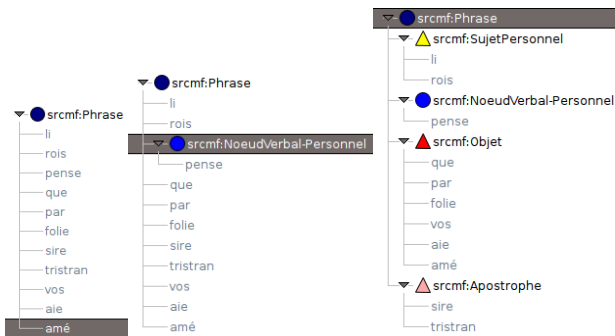 srcmf:Phrase
li
rois
pense
que
par
folie
sire
tristran
vos
aie
amé
srcmf:Phrase
li
rois
srcmf:NoeudVerbal-Personnel
pense
que
par
folie
sire
tristran
vos
aie
amé
srcmf:Phrase
srcmf:SujetPersonnel
li
rois
srcmf:NoeudVerbal-Personnel
pense
srcmf:Objet
que
par
folie
vos
aie
amé
srcmf:Apostrophe
sire
tristran